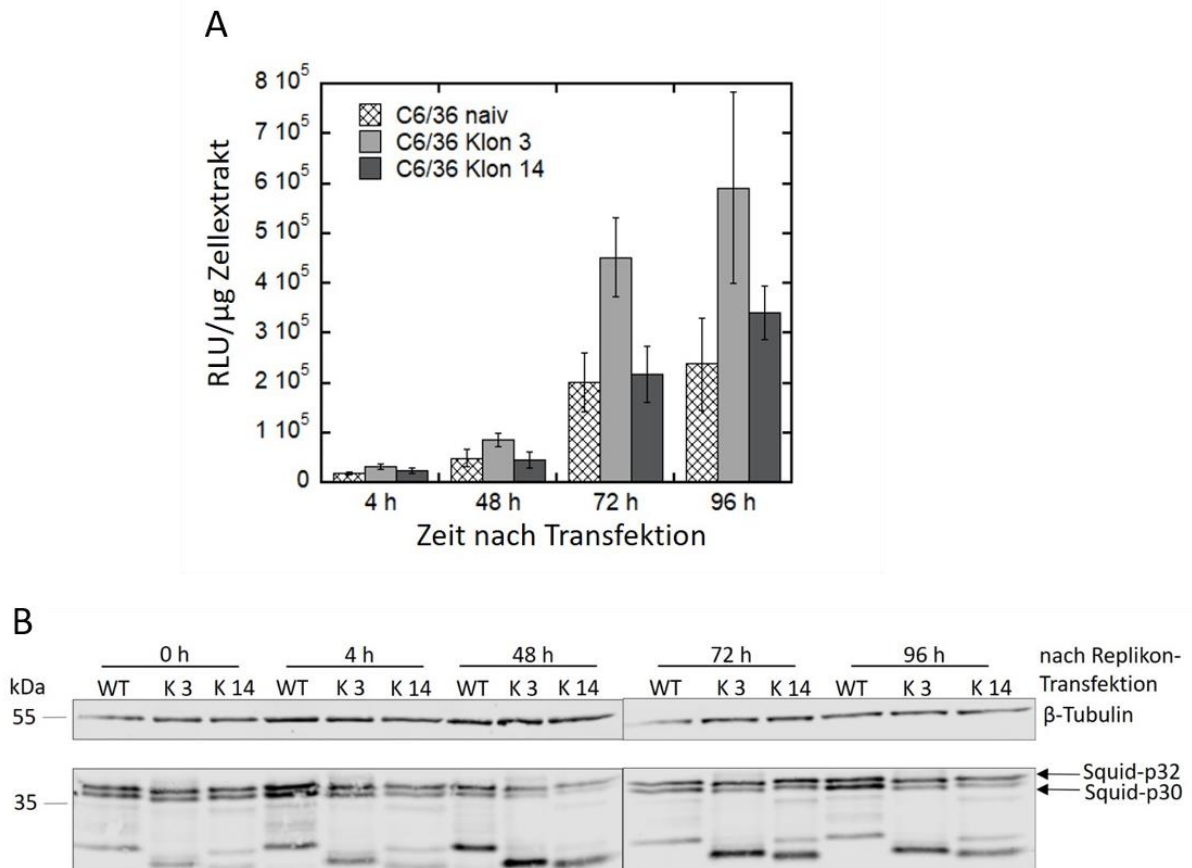 A
8 10⁵
7 10⁵
6 10⁵
5 10⁵
4 10⁵
3 10⁵
2 10⁵
1 10⁵
0
RLU/µg Zellextrakt
C6/36 naiv
C6/36 Klon 3
C6/36 Klon 14
4 h 48 h 72 h 96 h
Zeit nach Transfektion
B
0 h 4 h 48 h 72 h 96 h nach Replikon-
kDa WT K 3 K 14 WT K 3 K 14 WT K 3 K 14 WT K 3 K 14 WT K 3 K 14 Transfektion
55 β-Tubulin
Squid-p32
Squid-p30
35